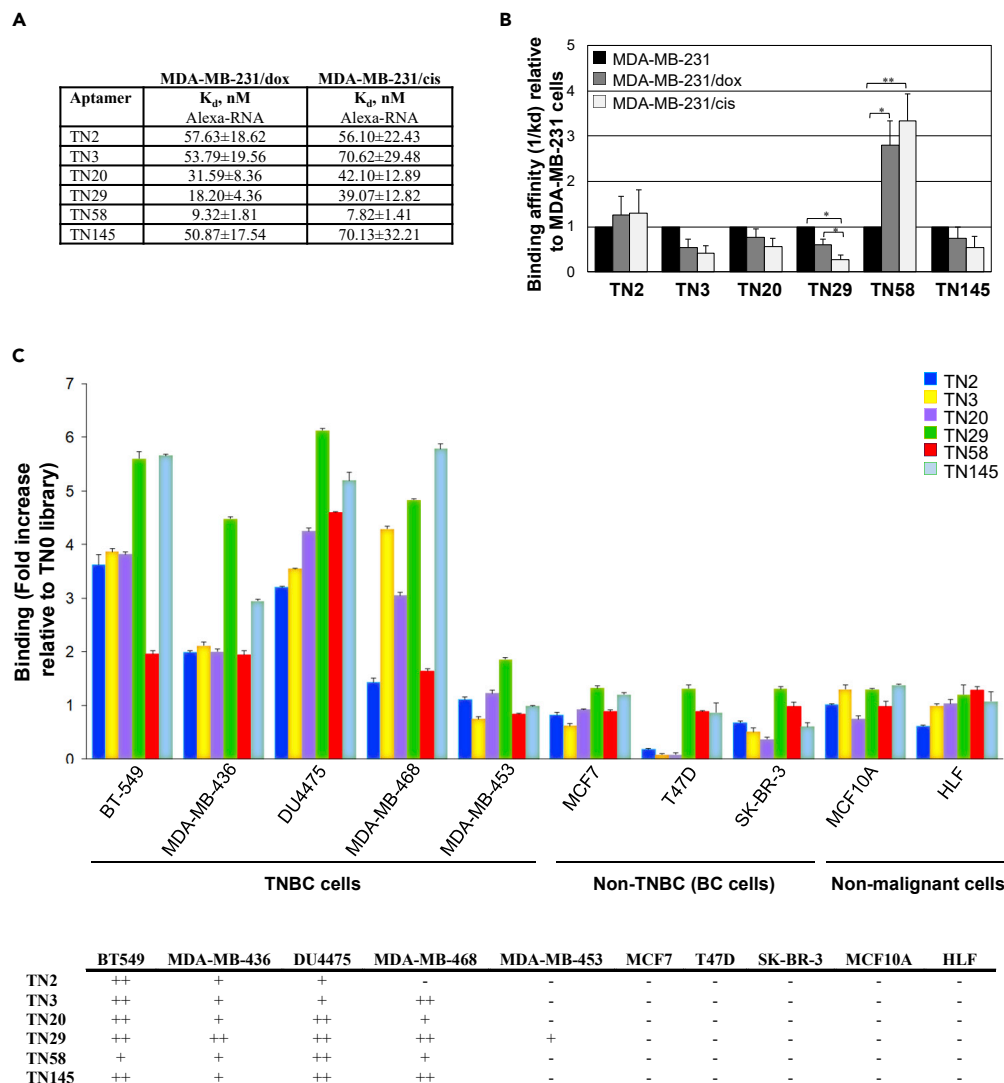 A
MDA-MB-231/dox MDA-MB-231/cis
Aptamer Kd, nM Kd, nM
Alexa-RNA Alexa-RNA
TN2 57.63±18.62 56.10±22.43
TN3 53.79±19.56 70.62±29.48
TN20 31.59±8.36 42.10±12.89
TN29 18.20±4.36 39.07±12.82
TN58 9.32±1.81 7.82±1.41
TN145 50.87±17.54 70.13±32.21
B
Binding affinity (1/kd) relative
to MDA-MB-231 cells
5
4
3
2
1
0
MDA-MB-231
MDA-MB-231/dox
MDA-MB-231/cis
* *
** *
TN2 TN3 TN20 TN29 TN58 TN145
C
Binding (Fold increase
relative to TN0 library)
7
6
5
4
3
2
1
0
TN2
TN3
TN20
TN29
TN58
TN145
BT-549 MDA-MB-436 DU4475 MDA-MB-468 MDA-MB-453 MCF7 T47D SK-BR-3 MCF10A HLF
TNBC cells Non-TNBC (BC cells) Non-malignant cells
BT549 MDA-MB-436 DU4475 MDA-MB-468 MDA-MB-453 MCF7 T47D SK-BR-3 MCF10A HLF
TN2 ++ + + - - - - - - -
TN3 ++ + + ++ - - - - - -
TN20 ++ + ++ + - - - - - -
TN29 ++ ++ ++ ++ + - - - - -
TN58 + + ++ + - - - - - -
TN145 ++ + ++ ++ - - - - - -